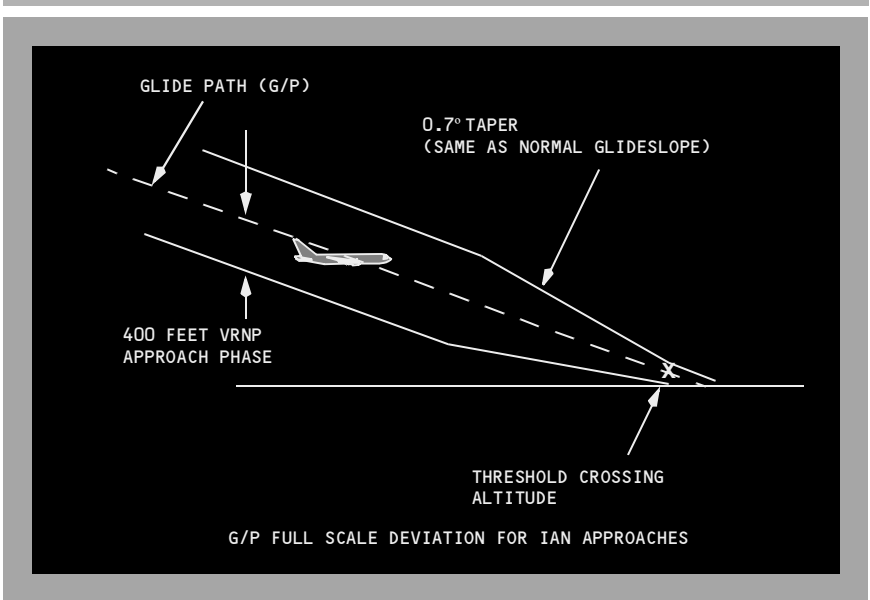 GLIDE PATH (G/P)
0.7° TAPER
(SAME AS NORMAL GLIDESLOPE)
400 FEET VRNP
APPROACH PHASE
X
THRESHOLD CROSSING
ALTITUDE
G/P FULL SCALE DEVIATION FOR IAN APPROACHES